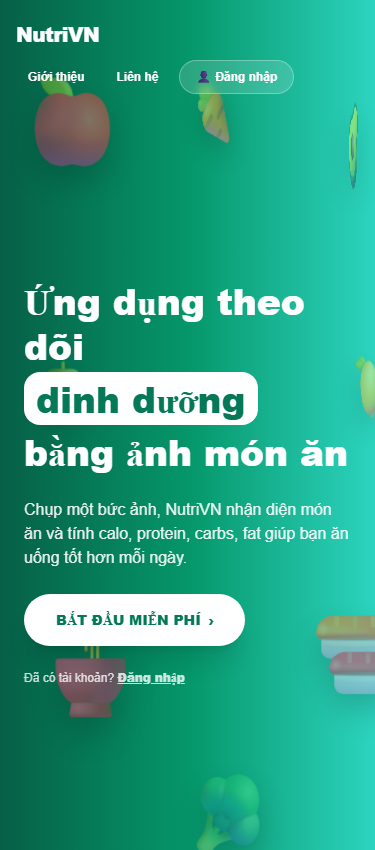 NutriVN
Giới thiệu Liên hệ Đăng nhập
Ứng dụng theo
dõi
dinh dưỡng
bằng ảnh món ăn
Chụp một bức ảnh, NutriVN nhận diện món
ăn và tính calo, protein, carbs, fat giúp bạn ăn
uống tốt hơn mỗi ngày.
BẮT ĐẦU MIỄN PHÍ ›
Đã có tài khoản? Đăng nhập